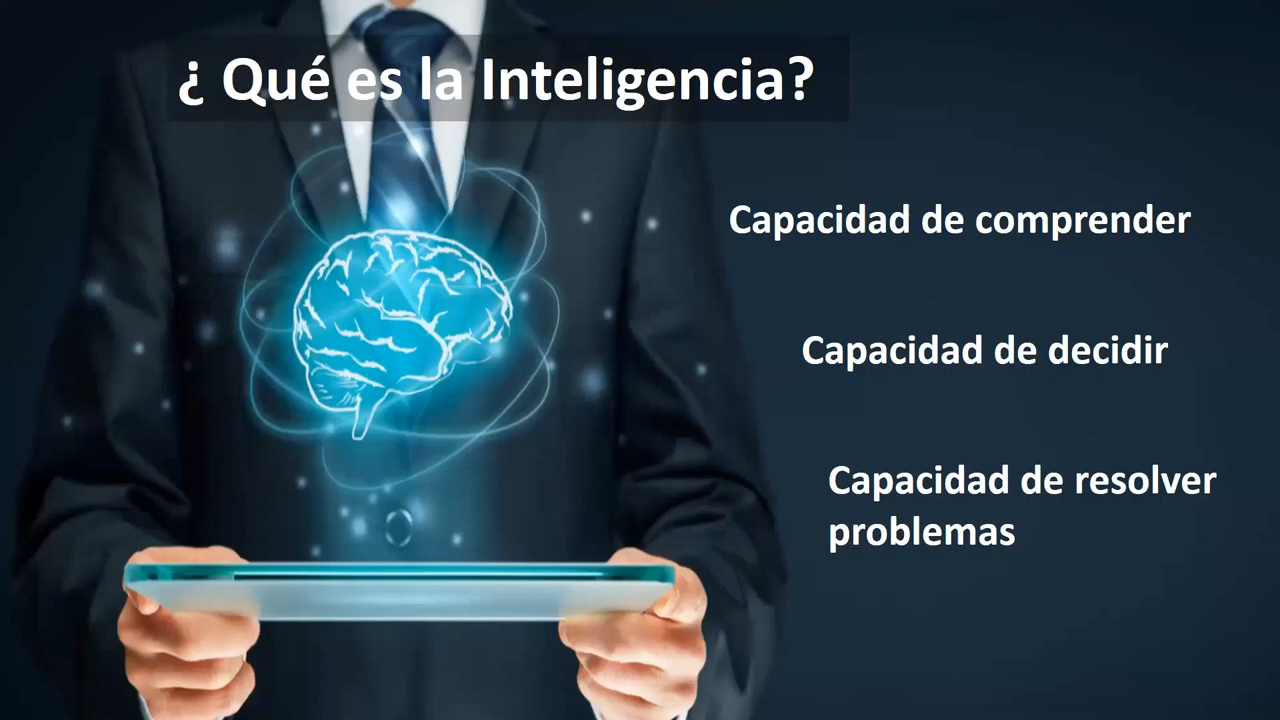 ¿ Qué es la Inteligencia?
Capacidad de comprender
Capacidad de decidir
Capacidad de resolver
problemas